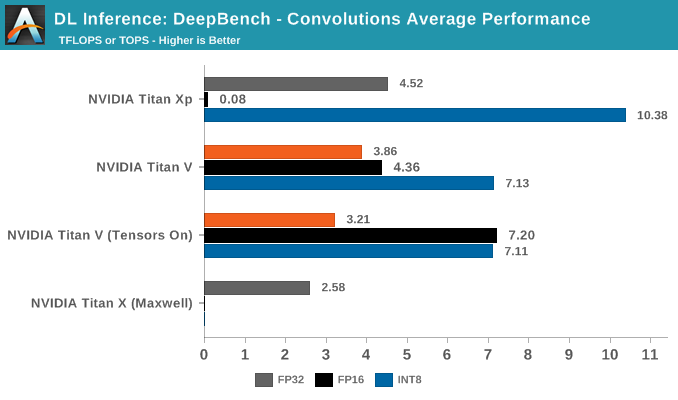 DL Inference: DeepBench - Convolutions Average Performance
TFLOPS or TOPS - Higher is Better
NVIDIA Titan Xp
4.52
0.08
10.38
NVIDIA Titan V
3.86
4.36
7.13
NVIDIA Titan V (Tensors On)
3.21
7.20
7.11
NVIDIA Titan X (Maxwell)
2.58
0 1 2 3 4 5 6 7 8 9 10 11
FP32 FP16 INT8